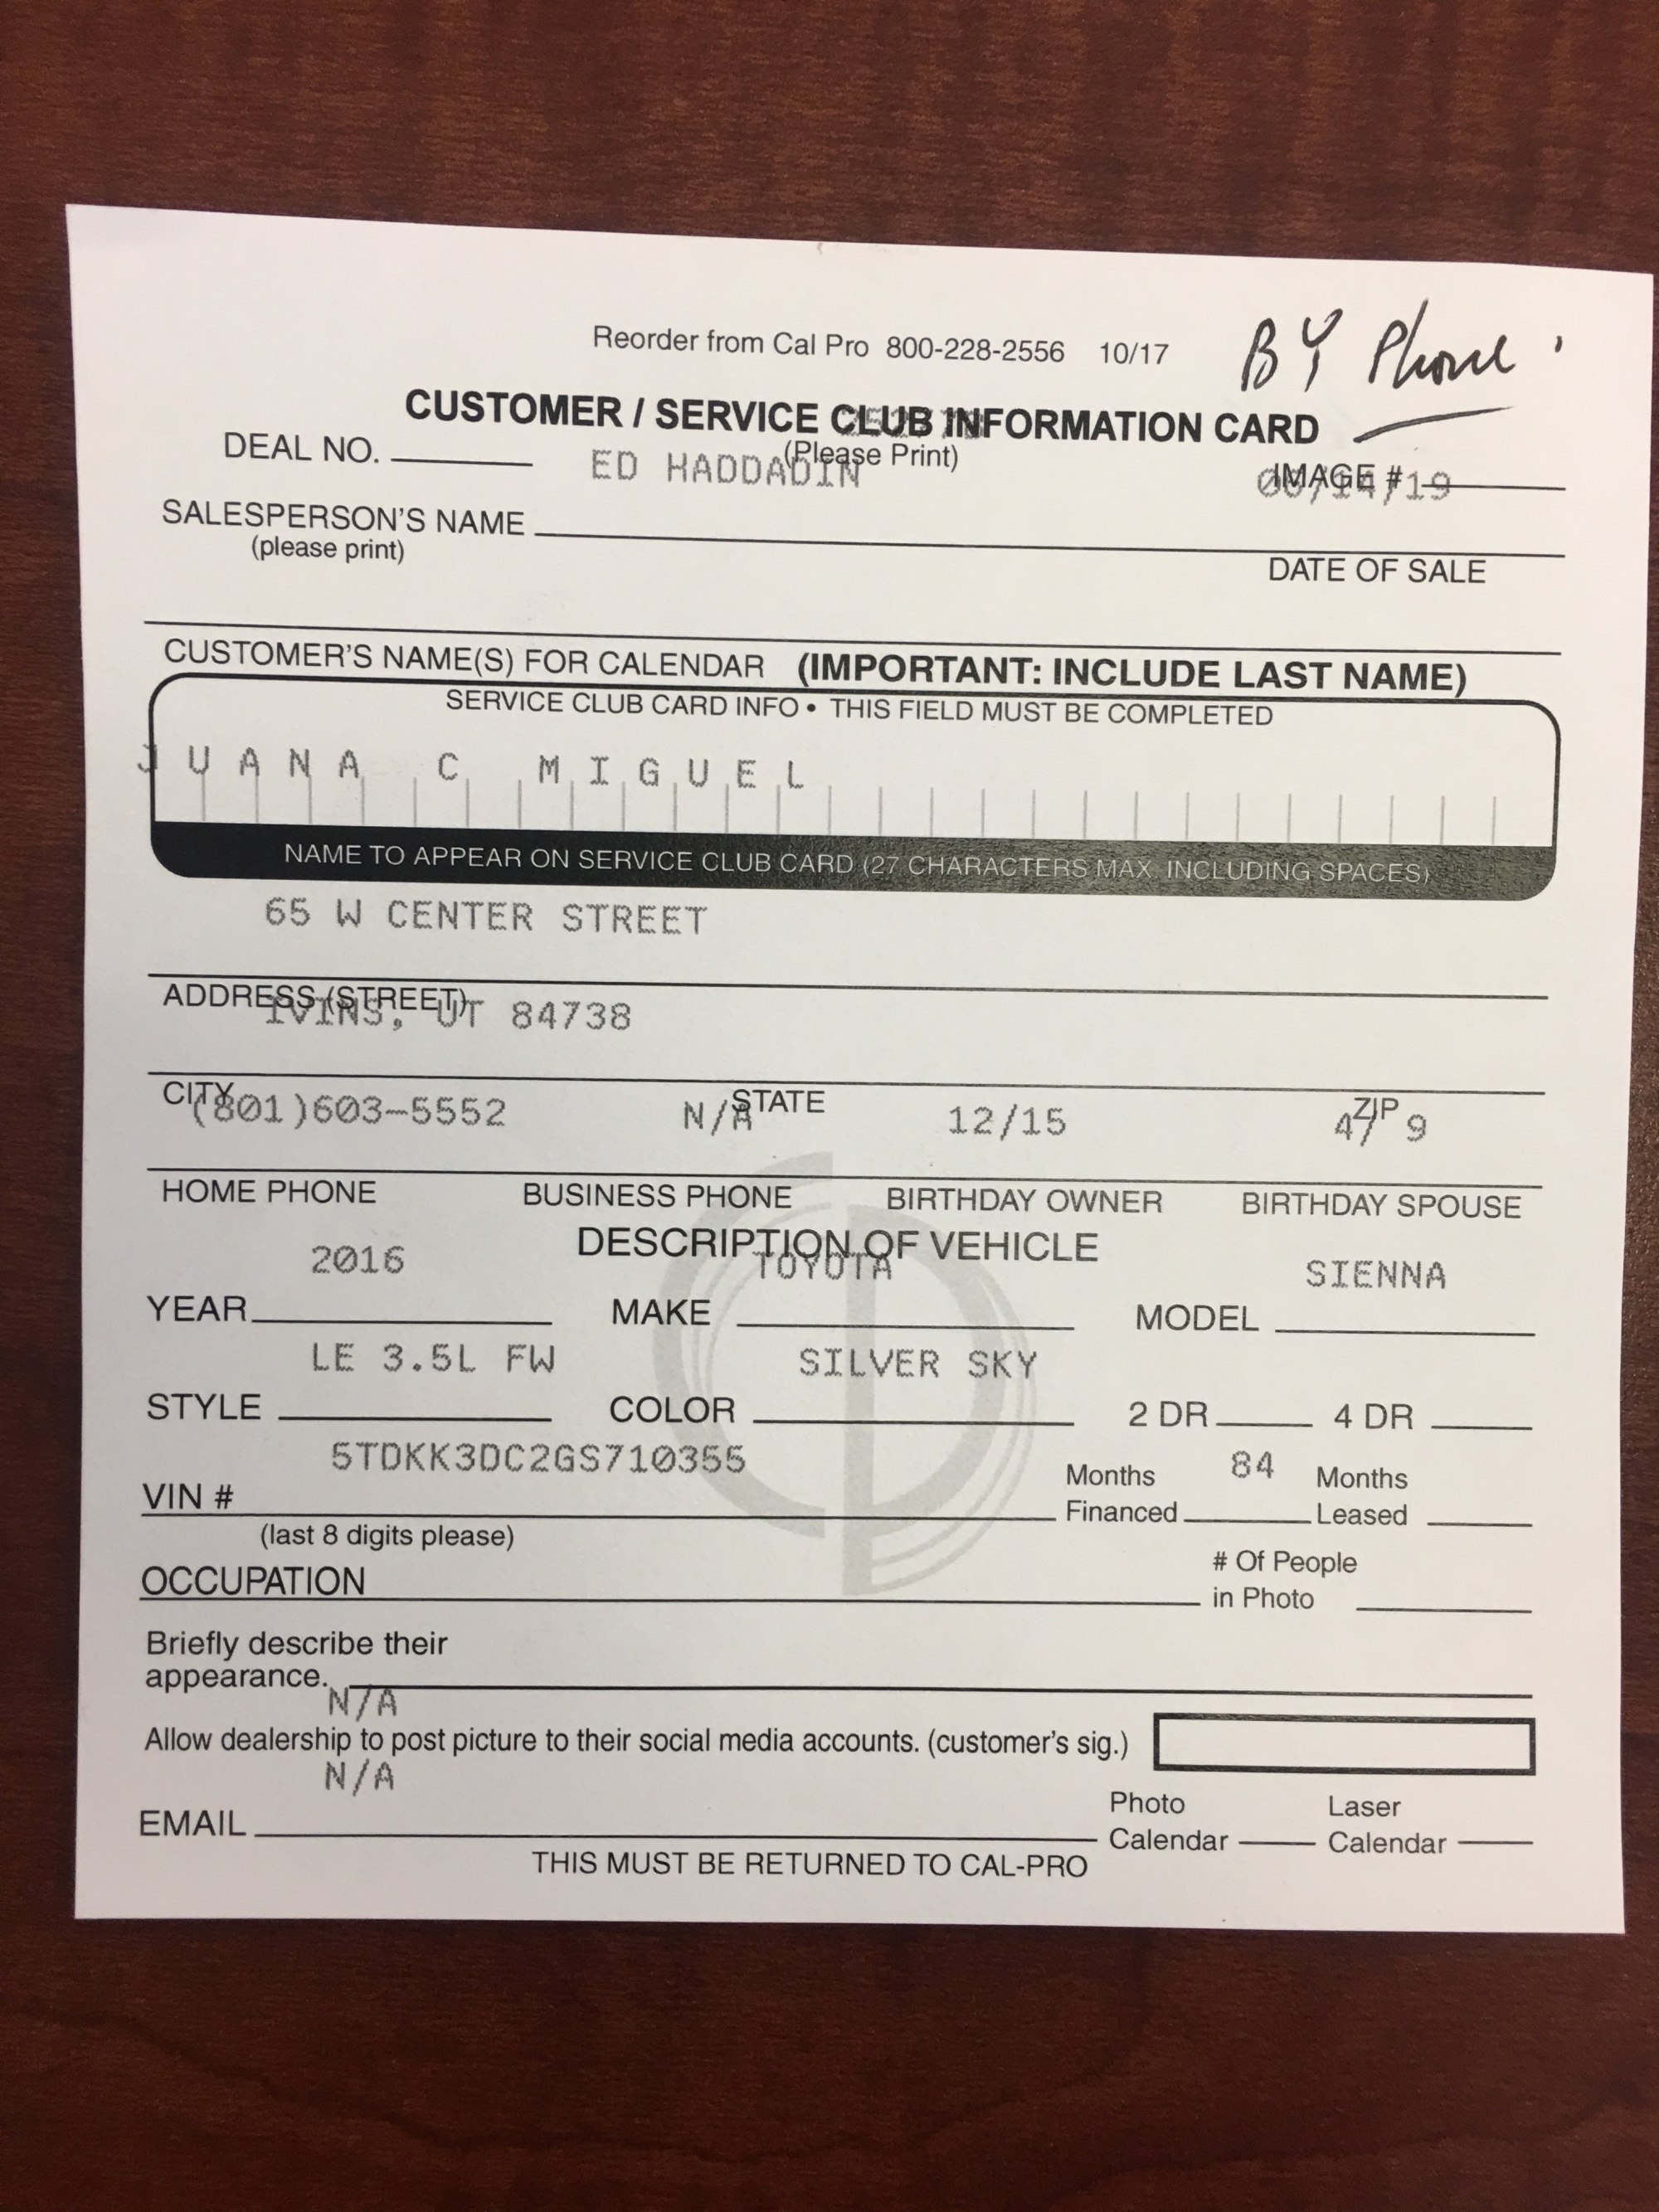 Reorder from Cal Pro 800-228-2556 10/17
BY Phone
CUSTOMER / SERVICE CLUB INFORMATION CARD
(Please Print)
DEAL NO.
ED HADDADIN
IMAGE #
/14/19
SALESPERSON'S NAME
(please print)
DATE OF SALE
CUSTOMER'S NAME(S) FOR CALENDAR (IMPORTANT: INCLUDE LAST NAME)
SERVICE CLUB CARD INFO • THIS FIELD MUST BE COMPLETED
JUANA C MIGUEL
NAME TO APPEAR ON SERVICE CLUB CARD (27 CHARACTERS MAX INCLUDING SPACES)
65 W CENTER STREET
ADDRESS (STREET)
IVINS, UT 84738
CITY STATE ZIP
(801)603-5552 N/A 12/15 4/ 9
HOME PHONE BUSINESS PHONE BIRTHDAY OWNER BIRTHDAY SPOUSE
DESCRIPTION OF VEHICLE
2016 TOYOTA SIENNA
YEAR MAKE MODEL
LE 3.5L FW SILVER SKY
STYLE COLOR 2 DR 4 DR
5TDKK3DC2GS710355 84
VIN # Months Financed Months Leased
(last 8 digits please)
OCCUPATION # Of People in Photo
Briefly describe their
appearance.
N/A
Allow dealership to post picture to their social media accounts. (customer's sig.)
N/A
EMAIL Photo Calendar Laser Calendar
THIS MUST BE RETURNED TO CAL-PRO